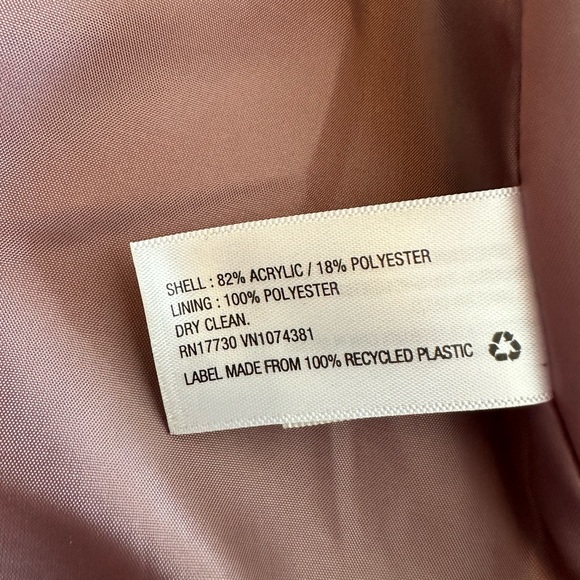 SHELL : 82% ACRYLIC / 18% POLYESTER
LINING : 100% POLYESTER
DRY CLEAN.
RN17730 VN1074381
LABEL MADE FROM 100% RECYCLED PLASTIC